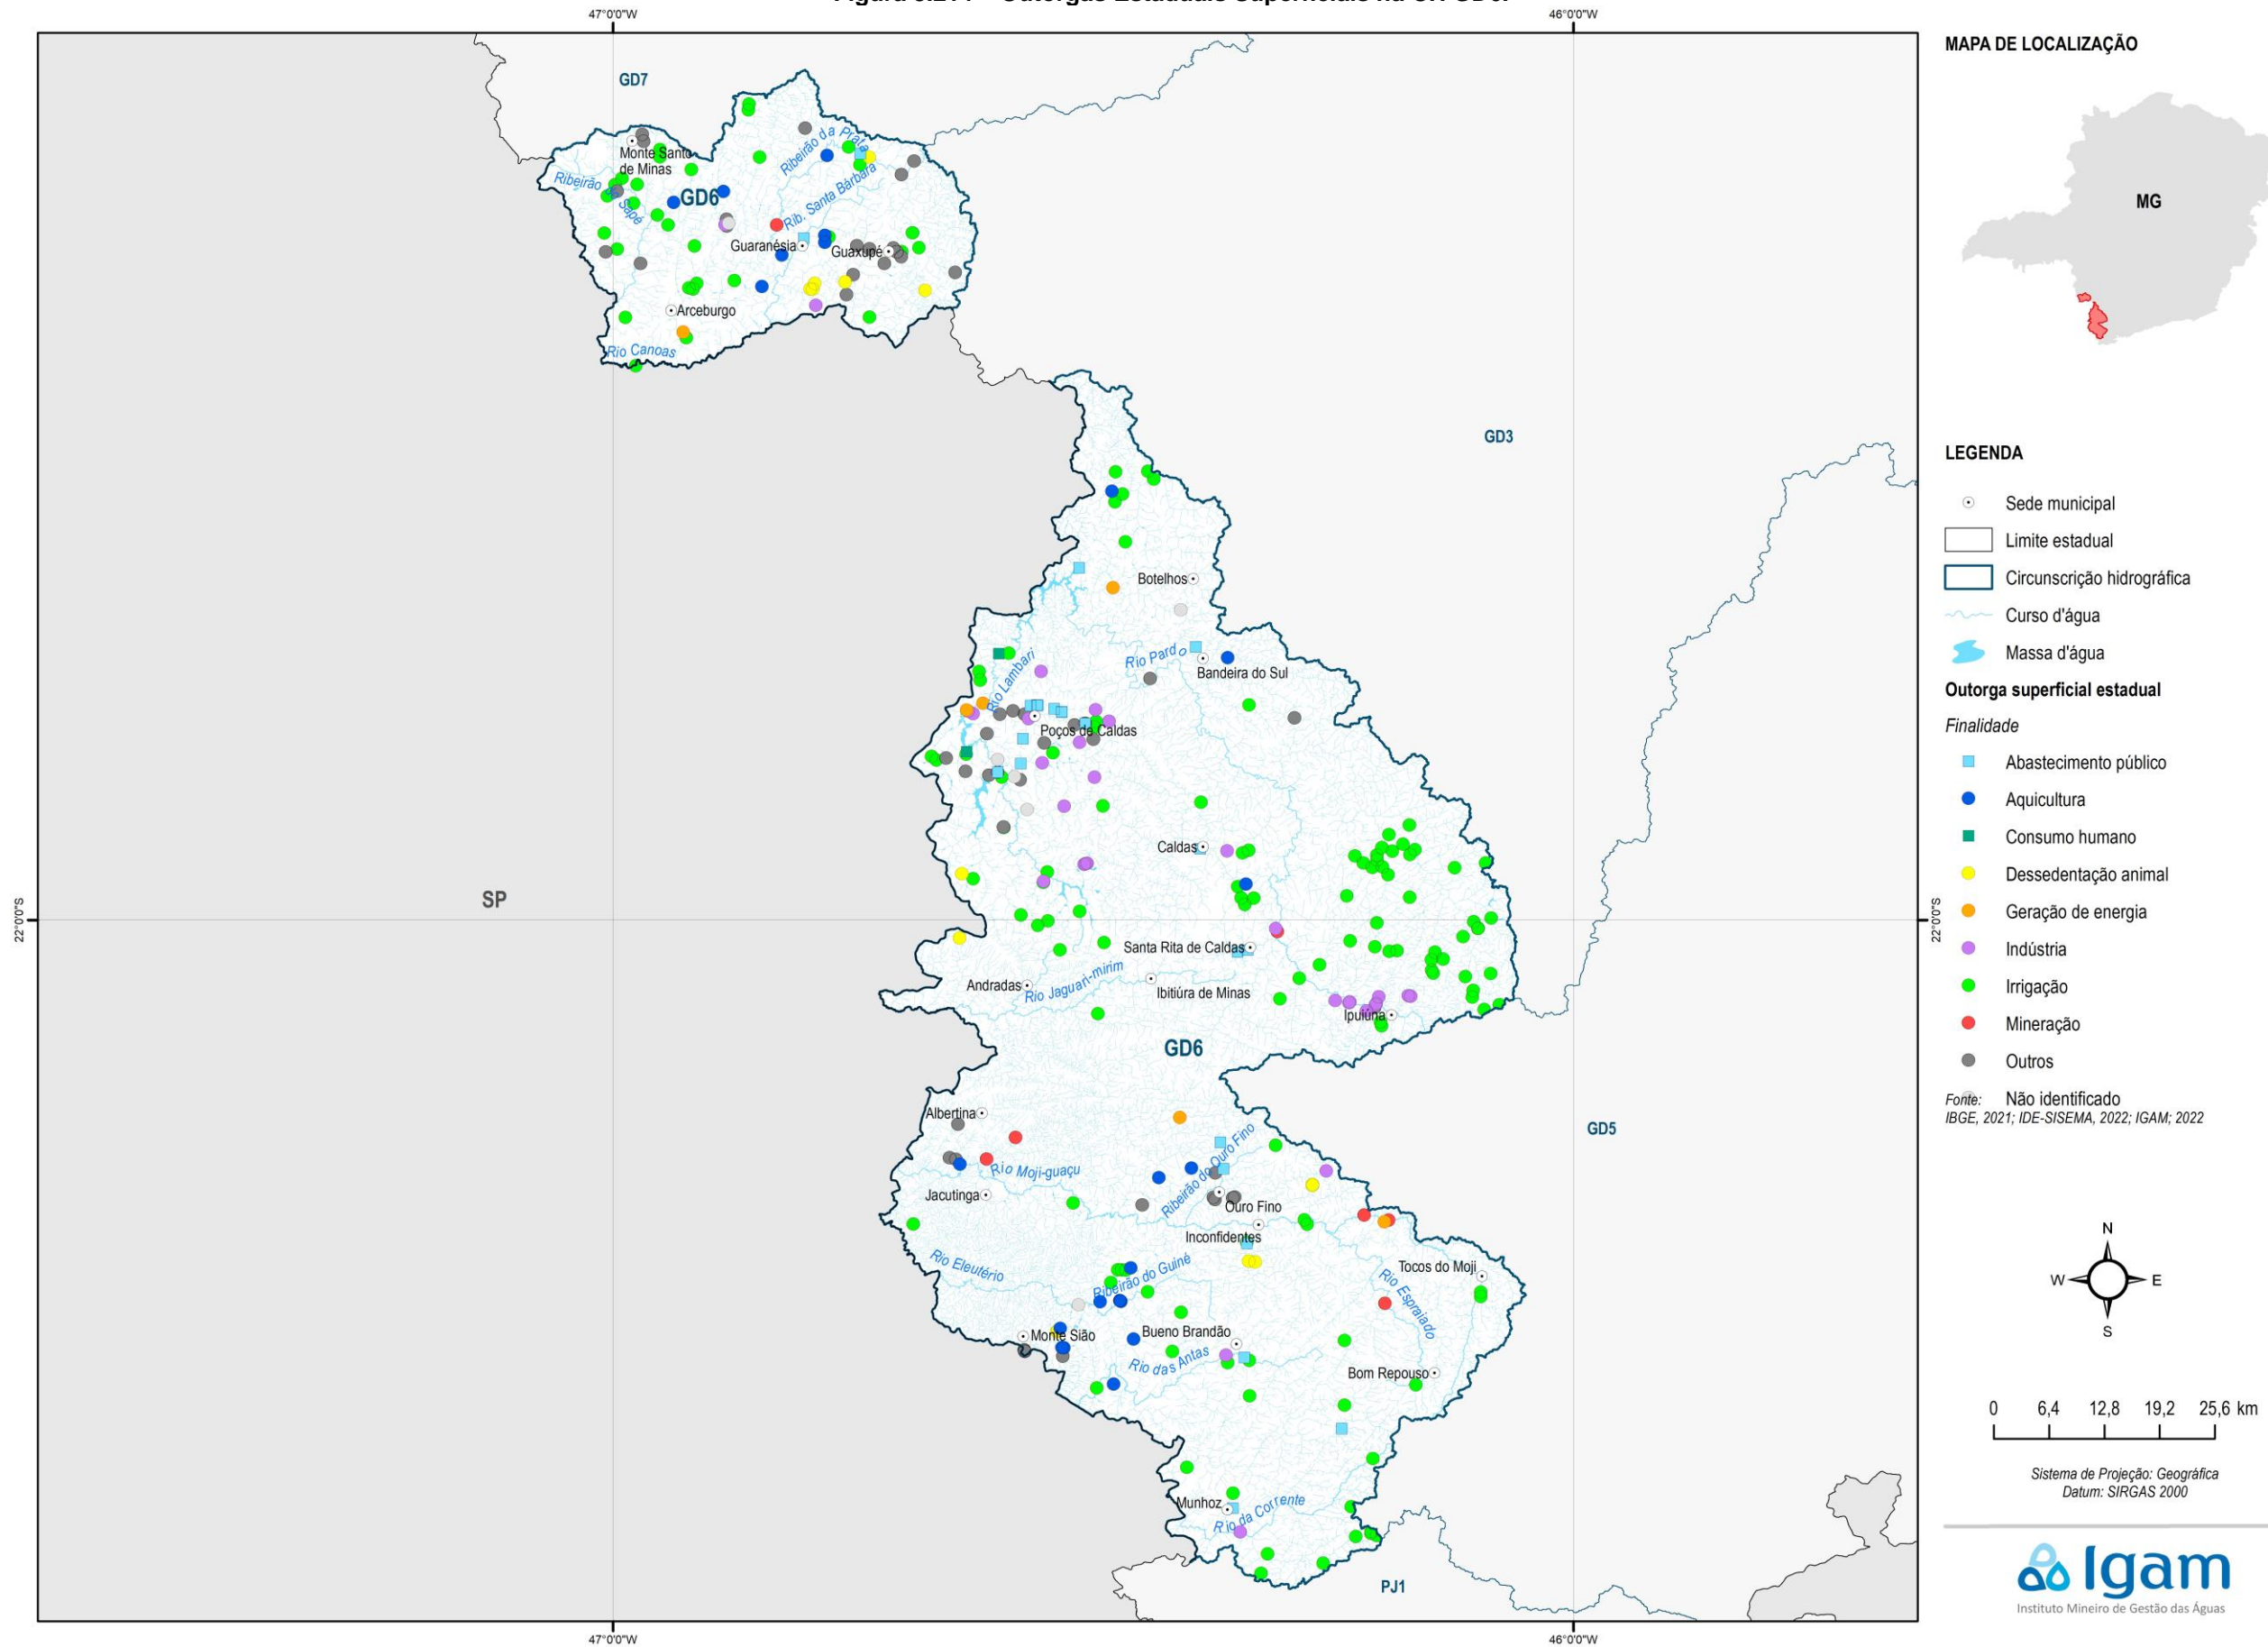 47°0'0"W
46°0'0"W
GD7
Monte Santo
de Minas
Ribeirão da Prata
Ribeirão do Sapé
GD6
Rib. Santa Bárbara
Guaranésia
Guaxupé
Arceburgo
Rio Canoas
GD3
Botelhos
Rio Pardo
Bandeira do Sul
Rio Lambari
Poços de Caldas
Caldas
SP
22°0'0"S
22°0'0"S
Santa Rita de Caldas
Andradas
Rio Jaguari-mirim
Ibitiúra de Minas
Ipuiúna
GD6
Albertina
GD5
Ribeirão do Ouro Fino
Rio Moji-guaçu
Jacutinga
Ouro Fino
Inconfidentes
Rio Eleutério
Ribeirão do Guiné
Tocos do Moji
Rio Espraiado
Monte Sião
Bueno Brandão
Rio das Antas
Bom Repouso
Munhoz
Rio da Corrente
PJ1
47°0'0"W
46°0'0"W
MAPA DE LOCALIZAÇÃO
MG
LEGENDA
Sede municipal
Limite estadual
Circunscrição hidrográfica
Curso d'água
Massa d'água
Outorga superficial estadual
Finalidade
Abastecimento público
Aquicultura
Consumo humano
Dessedentação animal
Geração de energia
Indústria
Irrigação
Mineração
Outros
Não identificado
Fonte:
IBGE, 2021; IDE-SISEMA, 2022; IGAM; 2022
N
W E
S
0 6,4 12,8 19,2 25,6 km
Sistema de Projeção: Geográfica
Datum: SIRGAS 2000
Igam
Instituto Mineiro de Gestão das Águas